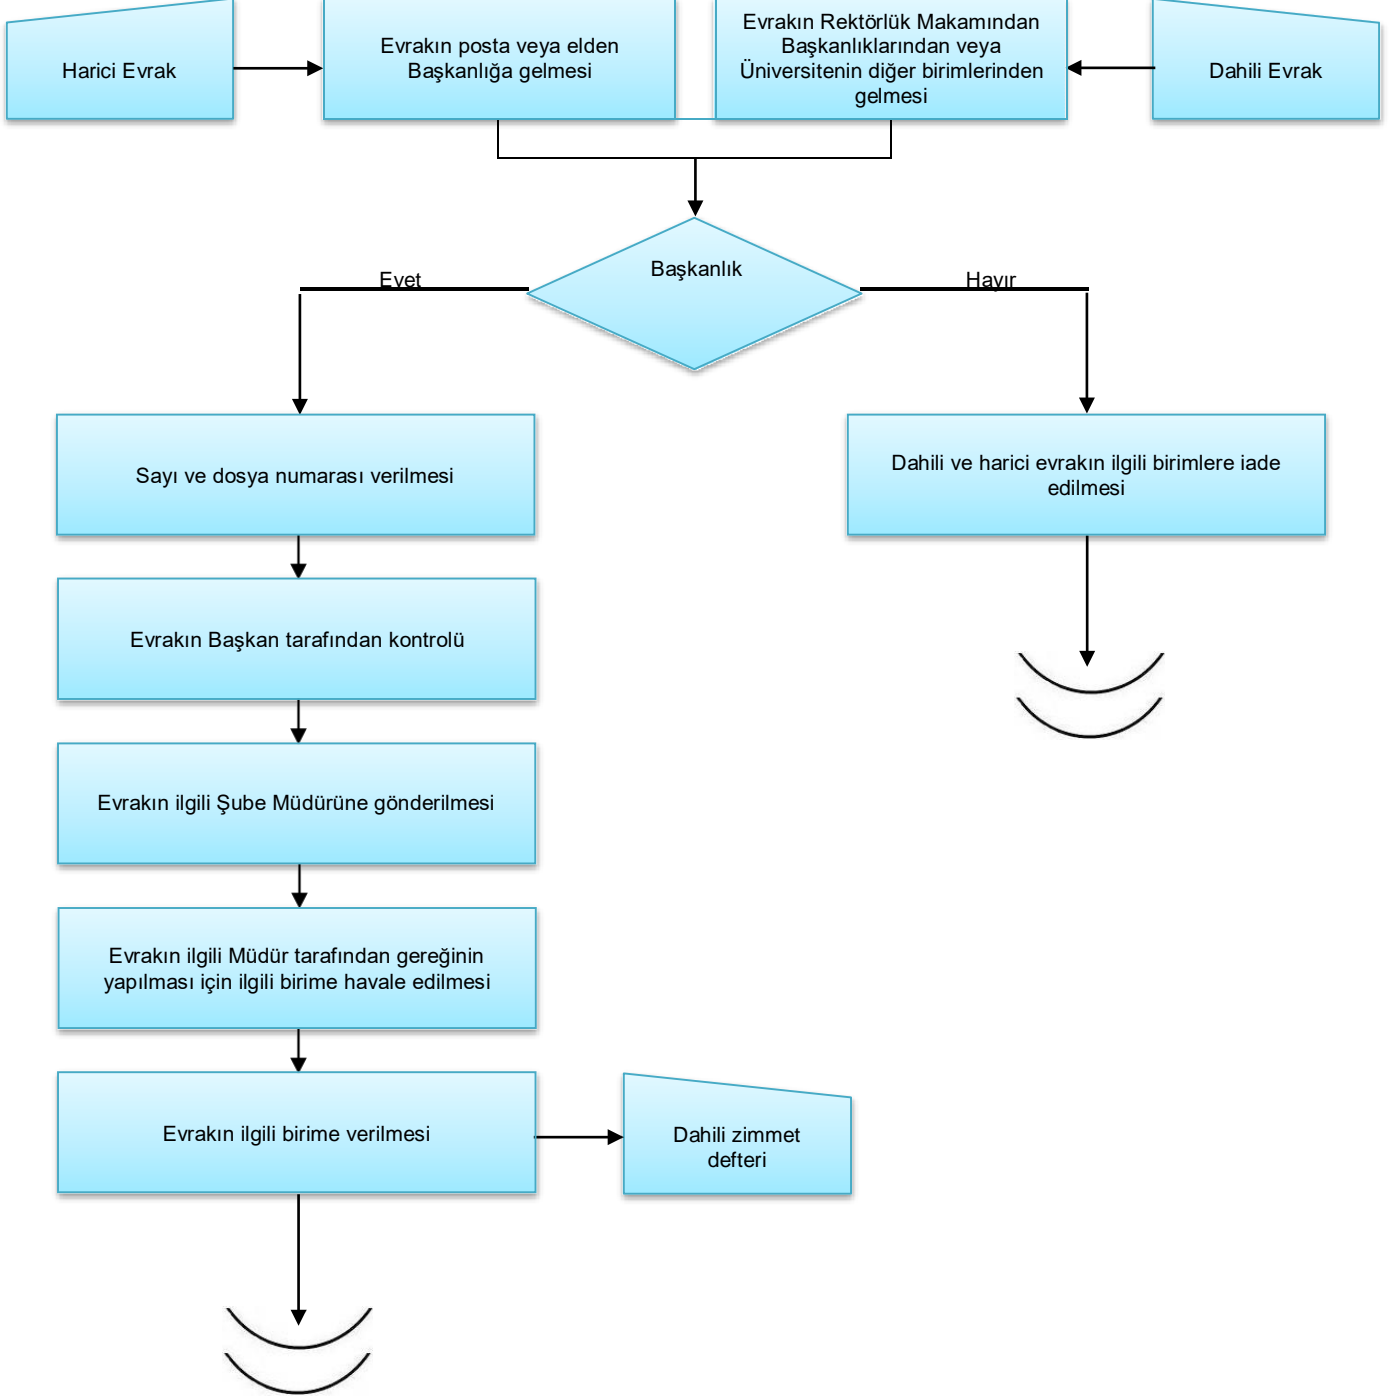 Harici Evrak
Evrakın posta veya elden
Başkanlığa gelmesi
Evrakın Rektörlük Makamından
Başkanlıklarından veya
Üniversitenin diğer birimlerinden
gelmesi
Dahili Evrak
Başkanlık
Evet
Hayır
Sayı ve dosya numarası verilmesi
Dahili ve harici evrakın ilgili birimlere iade
edilmesi
Evrakın Başkan tarafından kontrolü
Evrakın ilgili Şube Müdürüne gönderilmesi
Evrakın ilgili Müdür tarafından gereğinin
yapılması için ilgili birime havale edilmesi
Evrakın ilgili birime verilmesi
Dahili zimmet
defteri